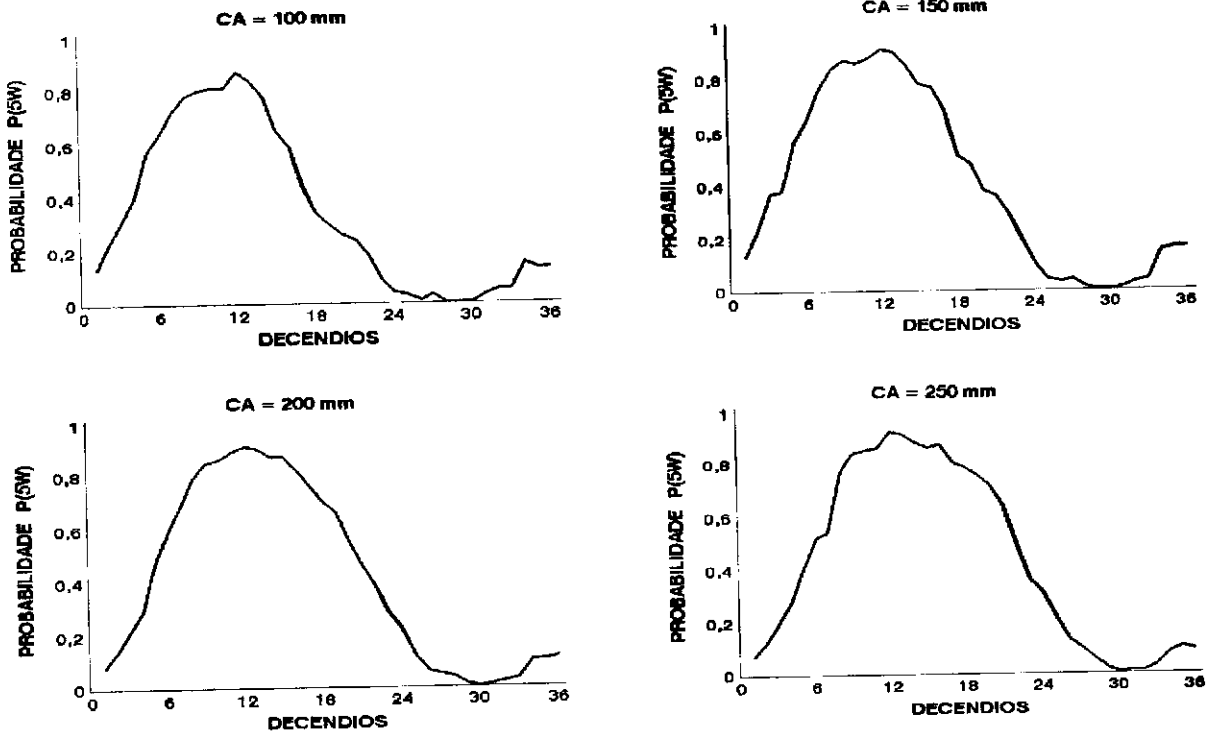 CA = 100 mm
PROBABILIDADE P(5W)
1
0,8
0,6
0,4
0,2
0
0 6 12 18 24 30 36
DECENDIOS
CA = 150 mm
PROBABILIDADE P(5W)
1
0,8
0,6
0,4
0,2
0
0 6 12 18 24 30 36
DECENDIOS
CA = 200 mm
PROBABILIDADE P(5W)
1
0,8
0,6
0,4
0,2
0
0 6 12 18 24 30 36
DECENDIOS
CA = 250 mm
PROBABILIDADE P(5W)
1
0,8
0,6
0,4
0,2
0
0 6 12 18 24 30 36
DECENDIOS